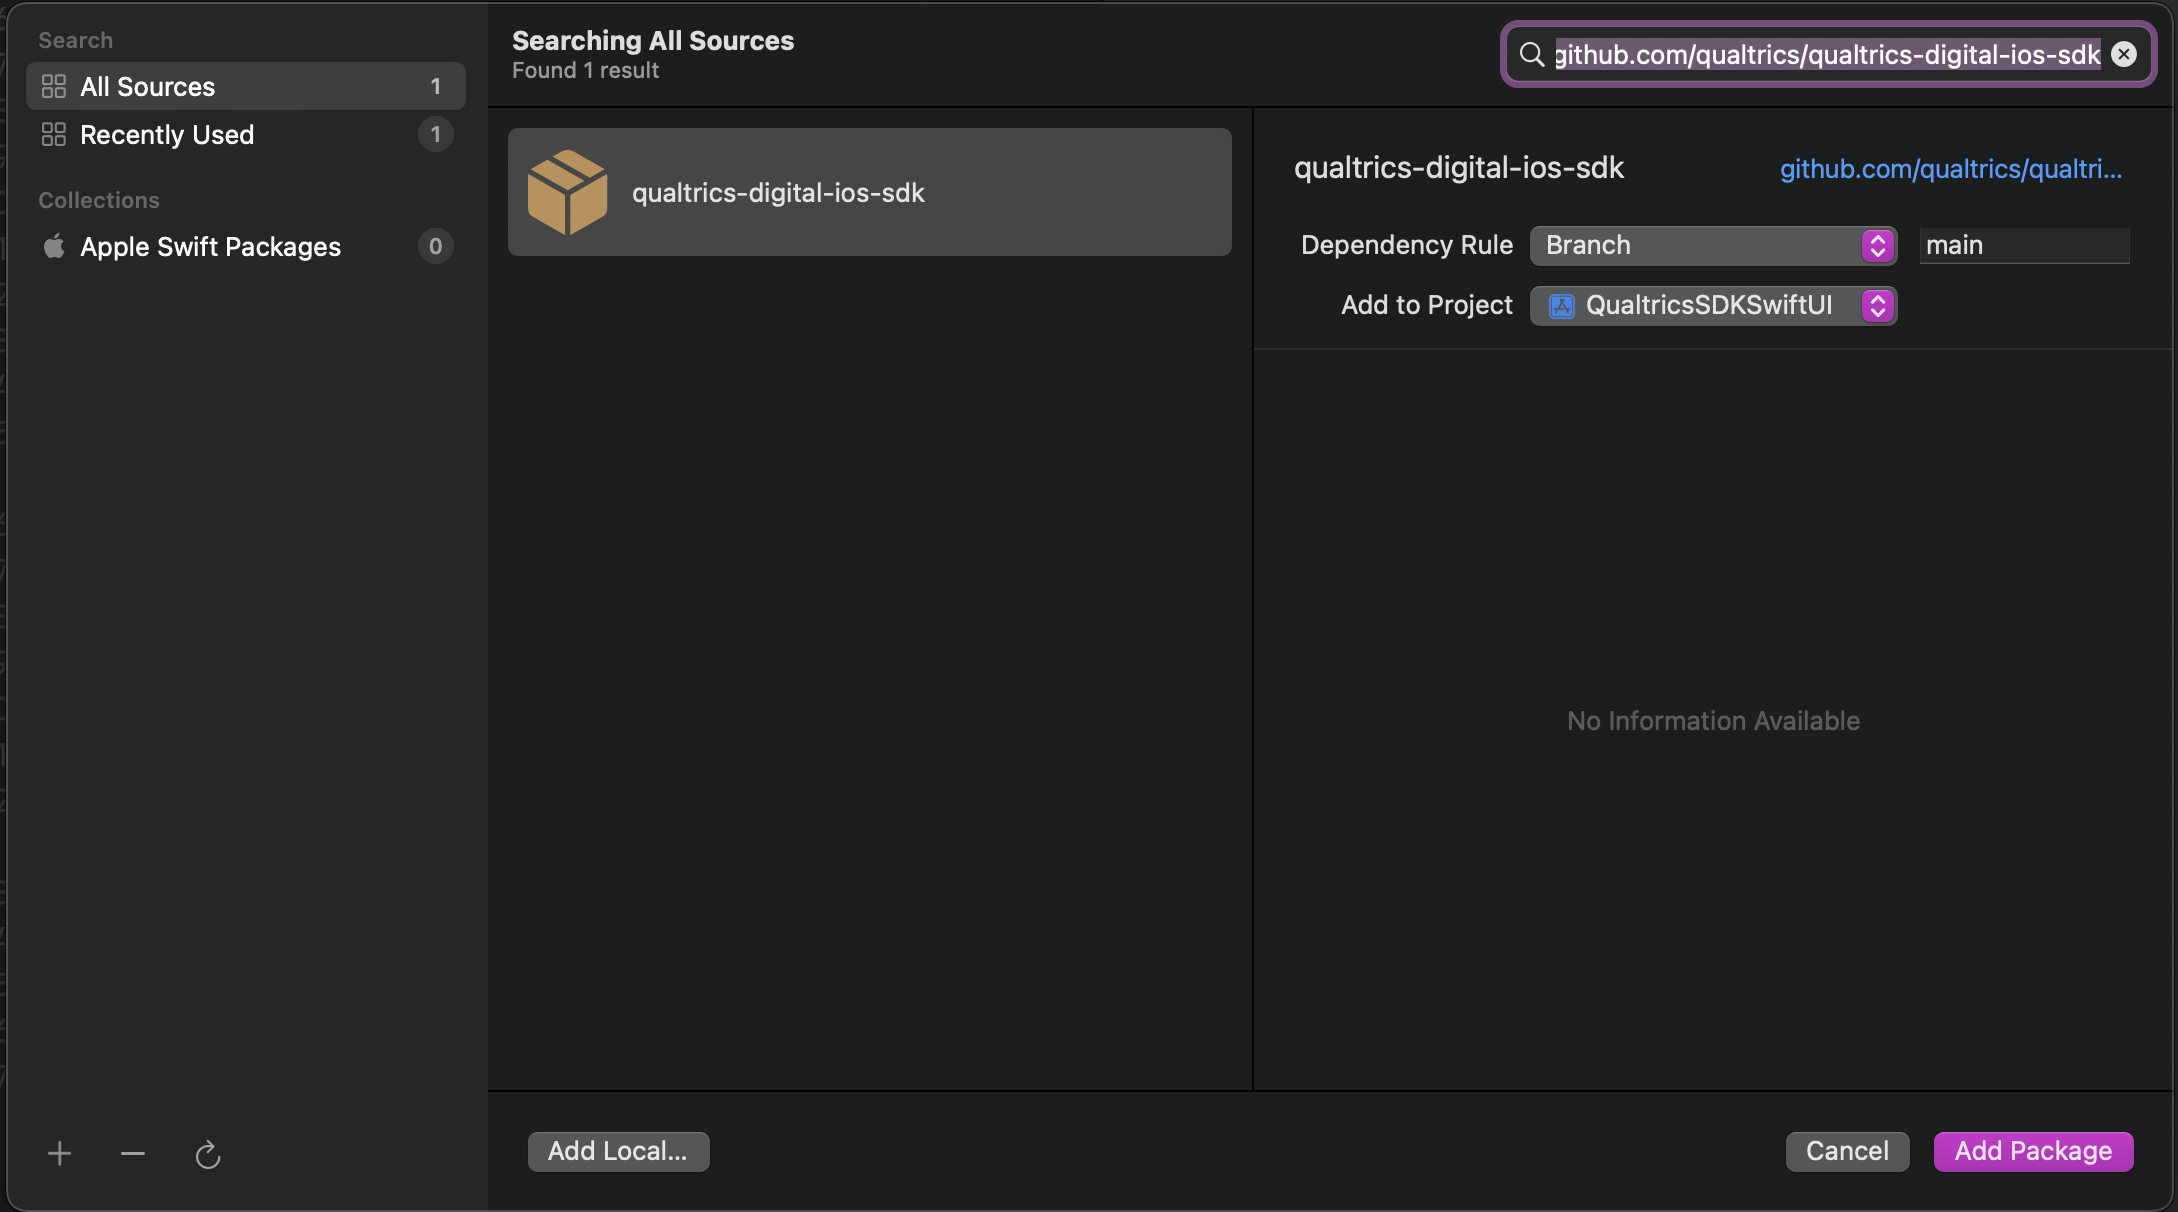 Search
All Sources 1
Recently Used 1
Collections
Apple Swift Packages 0
Searching All Sources
Found 1 result
github.com/qualtrics/qualtrics-digital-ios-sdk
qualtrics-digital-ios-sdk
qualtrics-digital-ios-sdk github.com/qualtrics/qualtri...
Dependency Rule Branch main
Add to Project QualtricsSDKSwiftUI
No Information Available
Add Local...
Cancel
Add Package